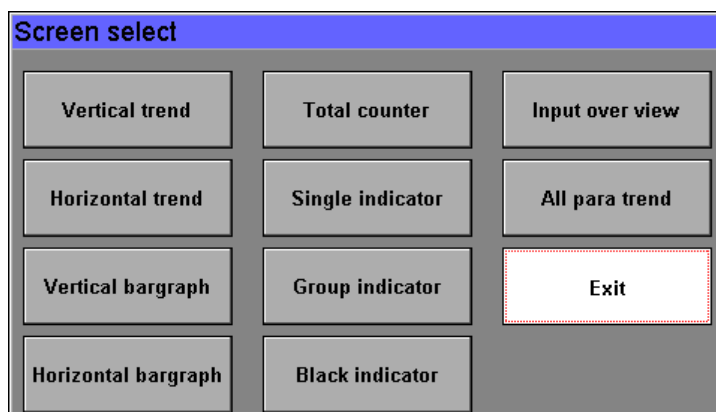 Screen select
Vertical trend
Total counter
Input over view
Horizontal trend
Single indicator
All para trend
Vertical bargraph
Group indicator
Exit
Horizontal bargraph
Black indicator